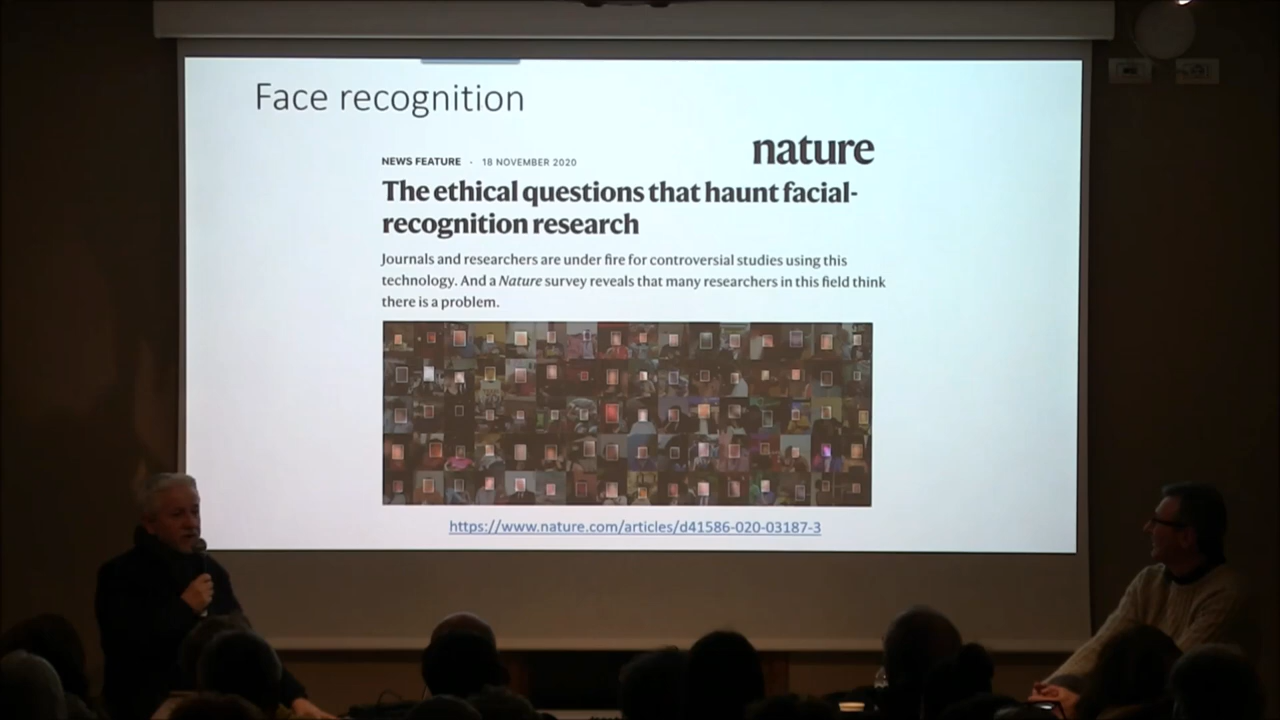 Face recognition
nature
NEWS FEATURE · 18 NOVEMBER 2020
The ethical questions that haunt facial-
recognition research
Journals and researchers are under fire for controversial studies using this
technology. And a Nature survey reveals that many researchers in this field think
there is a problem.
https://www.nature.com/articles/d41586-020-03187-3